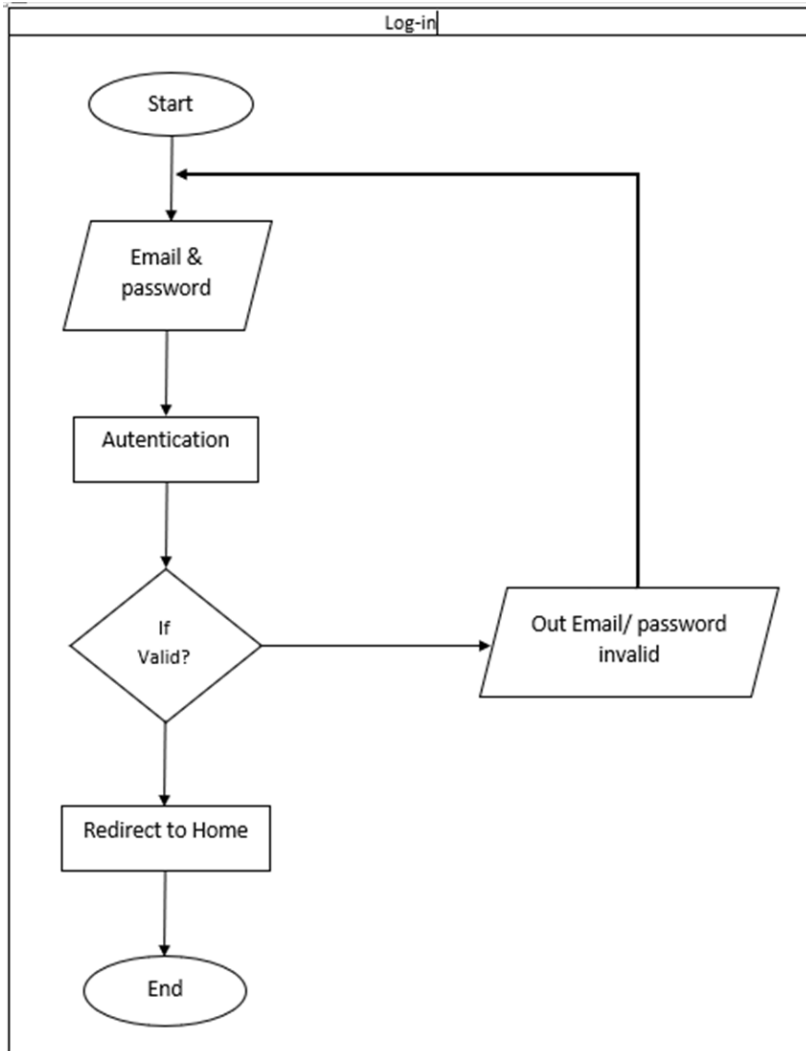 Log-in
Start
Email &
password
Autentication
If
Valid?
Out Email/ password
invalid
Redirect to Home
End